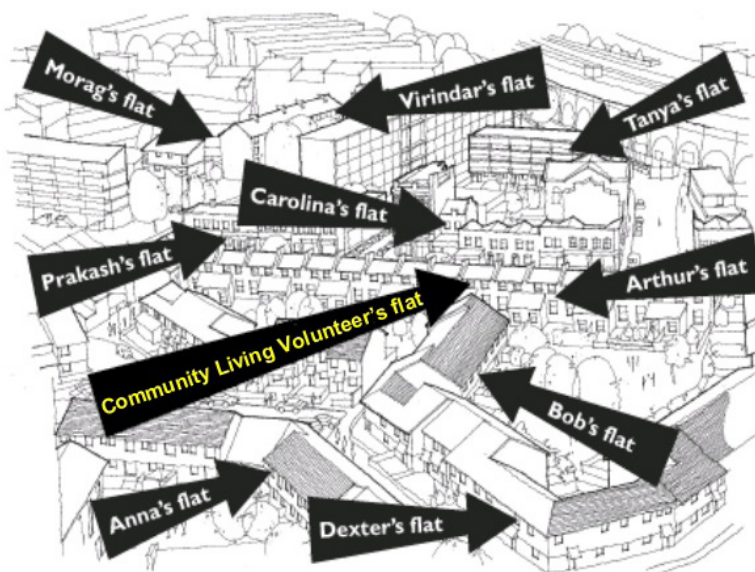 Morag's flat
Virindar's flat
Tanya's flat
Carolina's flat
Prakash's flat
Arthur's flat
Community Living Volunteer's flat
Bob's flat
Anna's flat
Dexter's flat